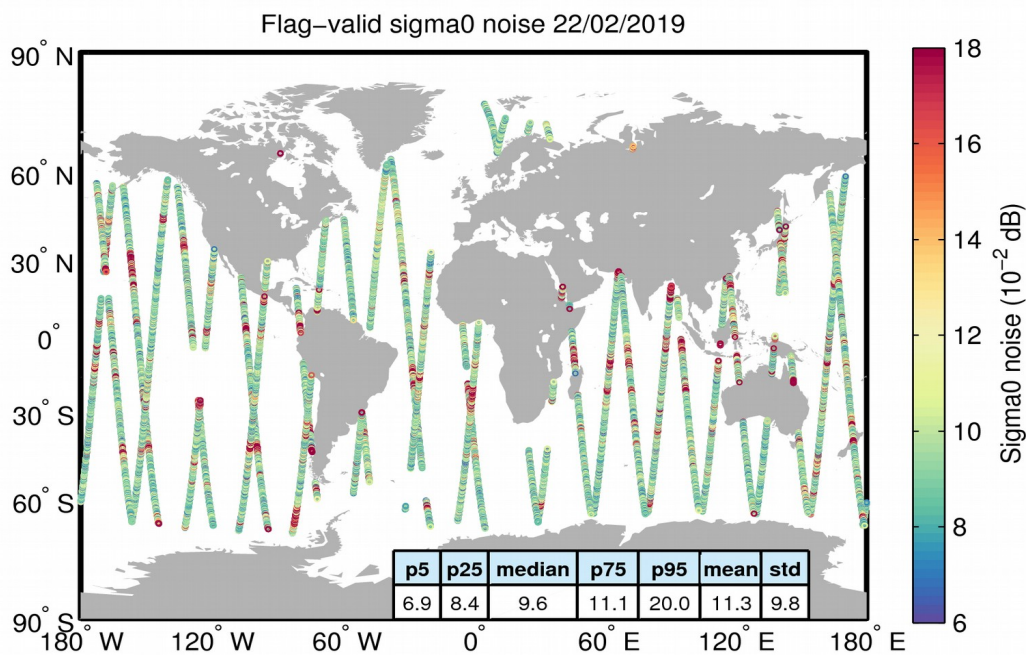 Flag−valid sigma0 noise 22/02/2019
90° N
60° N
30° N
0°
30° S
60° S
90° S
180° W
120° W
60° W
0°
60° E
120° E
180° E
p5 p25 median p75 p95 mean std
6.9 8.4 9.6 11.1 20.0 11.3 9.8
18
16
14
12
10
8
6
Sigma0 noise (10⁻² dB)